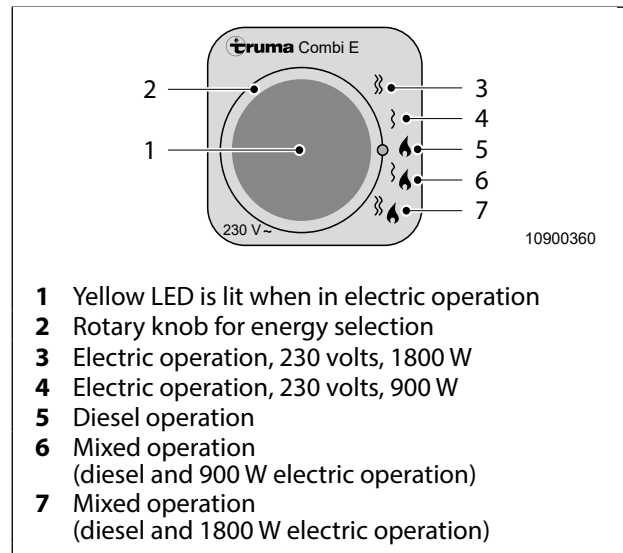 truma Combi E
2 3
4
1 5
6
7
230 V~
10900360
1 Yellow LED is lit when in electric operation
2 Rotary knob for energy selection
3 Electric operation, 230 volts, 1800 W
4 Electric operation, 230 volts, 900 W
5 Diesel operation
6 Mixed operation
(diesel and 900 W electric operation)
7 Mixed operation
(diesel and 1800 W electric operation)